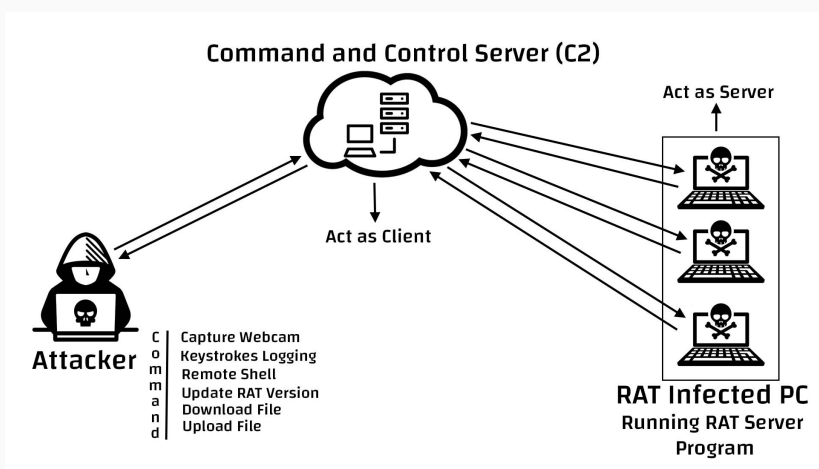 Command and Control Server (C2)
Act as Server
Act as Client
Attacker
Command
Capture Webcam
Keystrokes Logging
Remote Shell
Update RAT Version
Download File
Upload File
RAT Infected PC
Running RAT Server
Program